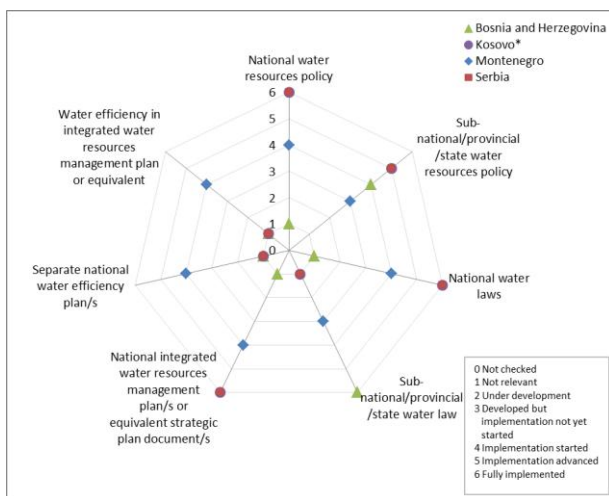 Bosnia and Herzegovina
Kosovo*
Montenegro
Serbia
National water
resources policy
6
5
4
3
2
1
0
Sub-
national/provincial
/state water
resources policy
National water
laws
Sub-
national/provincial
/state water law
National integrated
water resources
management
plan/s or
equivalent strategic
plan document/s
Separate national
water efficiency
plan/s
Water efficiency in
integrated water
resources
management plan
or equivalent
0 Not checked
1 Not relevant
2 Under development
3 Developed but
implementation not yet
started
4 Implementation started
5 Implementation advanced
6 Fully implemented